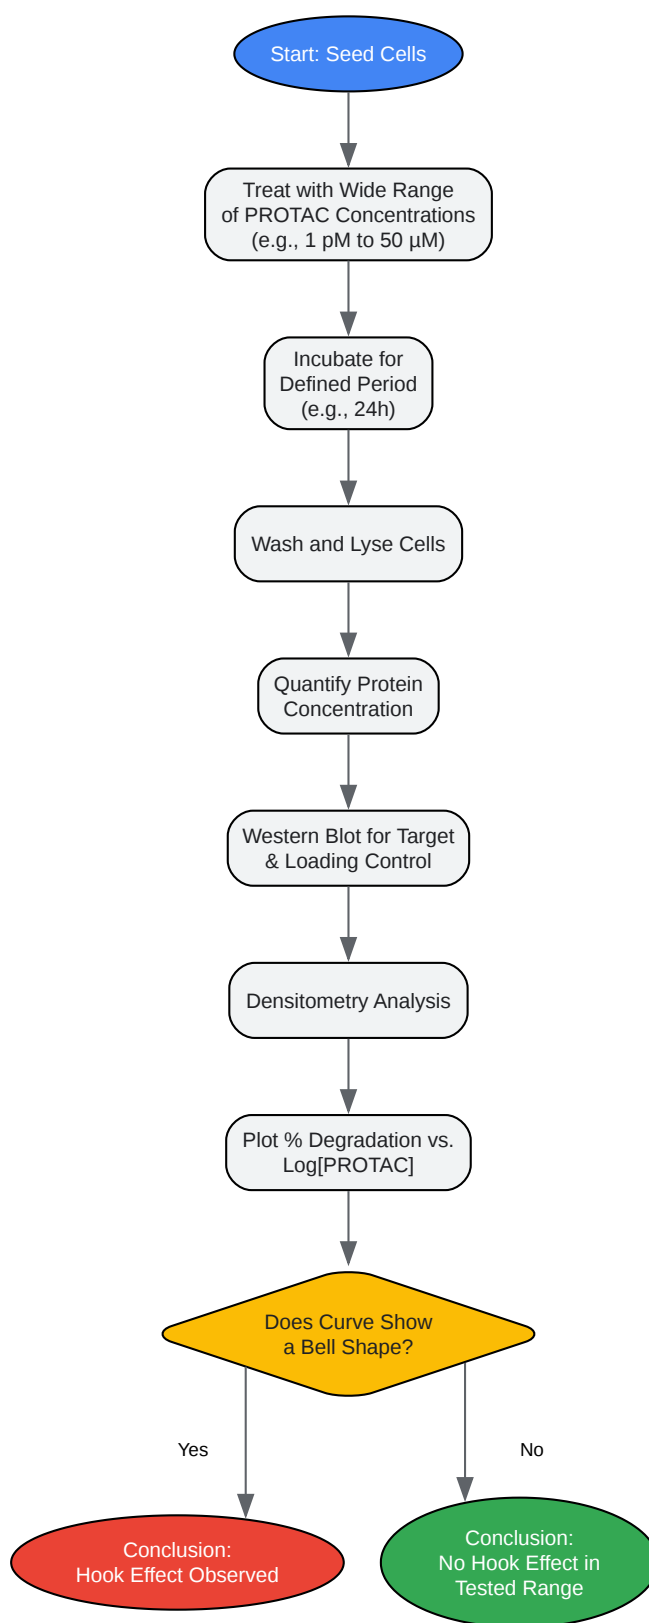 Start: Seed Cells
Treat with Wide Range
of PROTAC Concentrations
(e.g., 1 pM to 50 µM)
Incubate for
Defined Period
(e.g., 24h)
Wash and Lyse Cells
Quantify Protein
Concentration
Western Blot for Target
& Loading Control
Densitometry Analysis
Plot % Degradation vs.
Log[PROTAC]
Does Curve Show
a Bell Shape?
Yes
No
Conclusion:
Hook Effect Observed
Conclusion:
No Hook Effect in
Tested Range